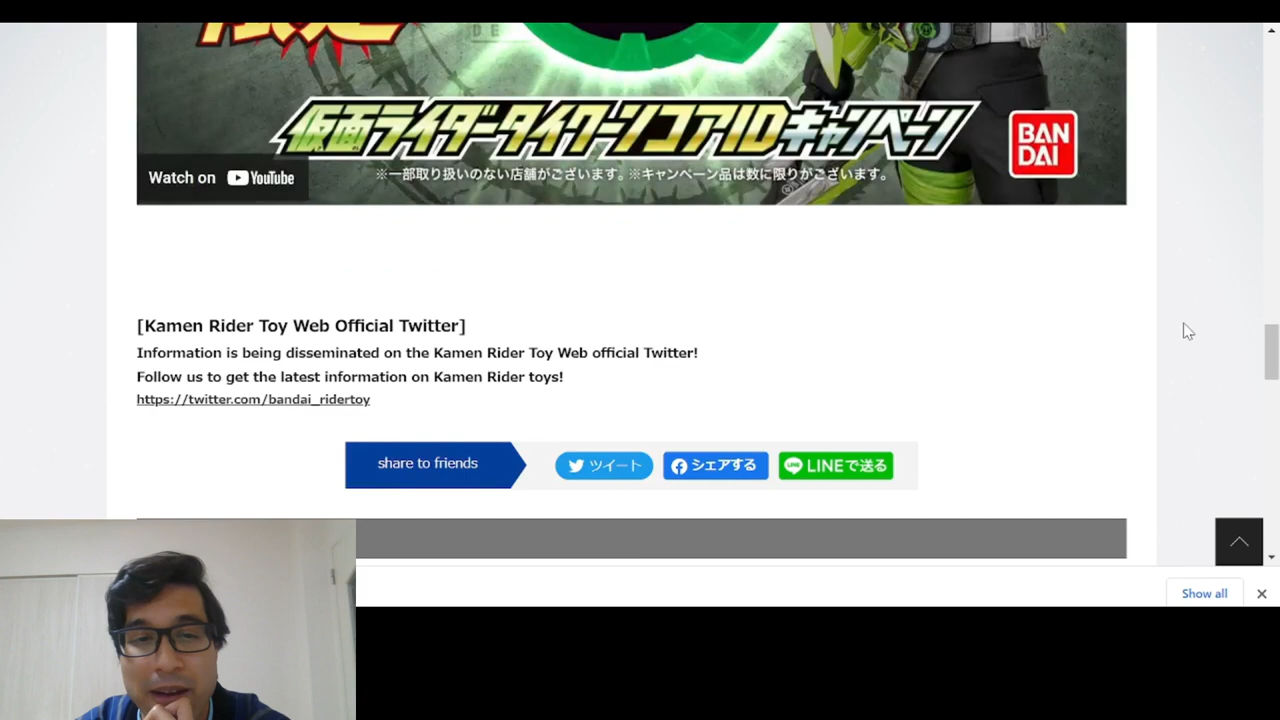 DE
仮面ライダータイクーンコアIDキャンペーン
BAN
DAI
Watch on YouTube
※一部取り扱いのない店舗がございます。※キャンペーン品は数に限りがございます。
[Kamen Rider Toy Web Official Twitter]
Information is being disseminated on the Kamen Rider Toy Web official Twitter!
Follow us to get the latest information on Kamen Rider toys!
https://twitter.com/bandai_ridertoy
share to friends
ツイート
シェアする
LINE
LINEで送る
Show all